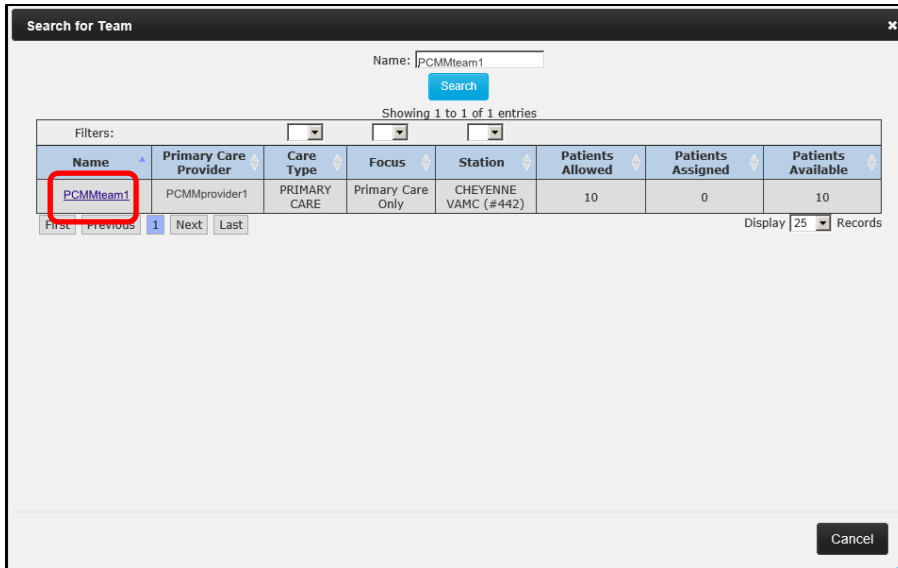 Search for Team ×
Name: PCMMteam1
Search
Showing 1 to 1 of 1 entries
Filters:
Name Primary Care Provider Care Type Focus Station Patients Allowed Patients Assigned Patients Available
PCMMteam1 PCMMprovider1 PRIMARY CARE Primary Care Only CHEYENNE VAMC (#442) 10 0 10
First Previous 1 Next Last Display 25 Records
Cancel